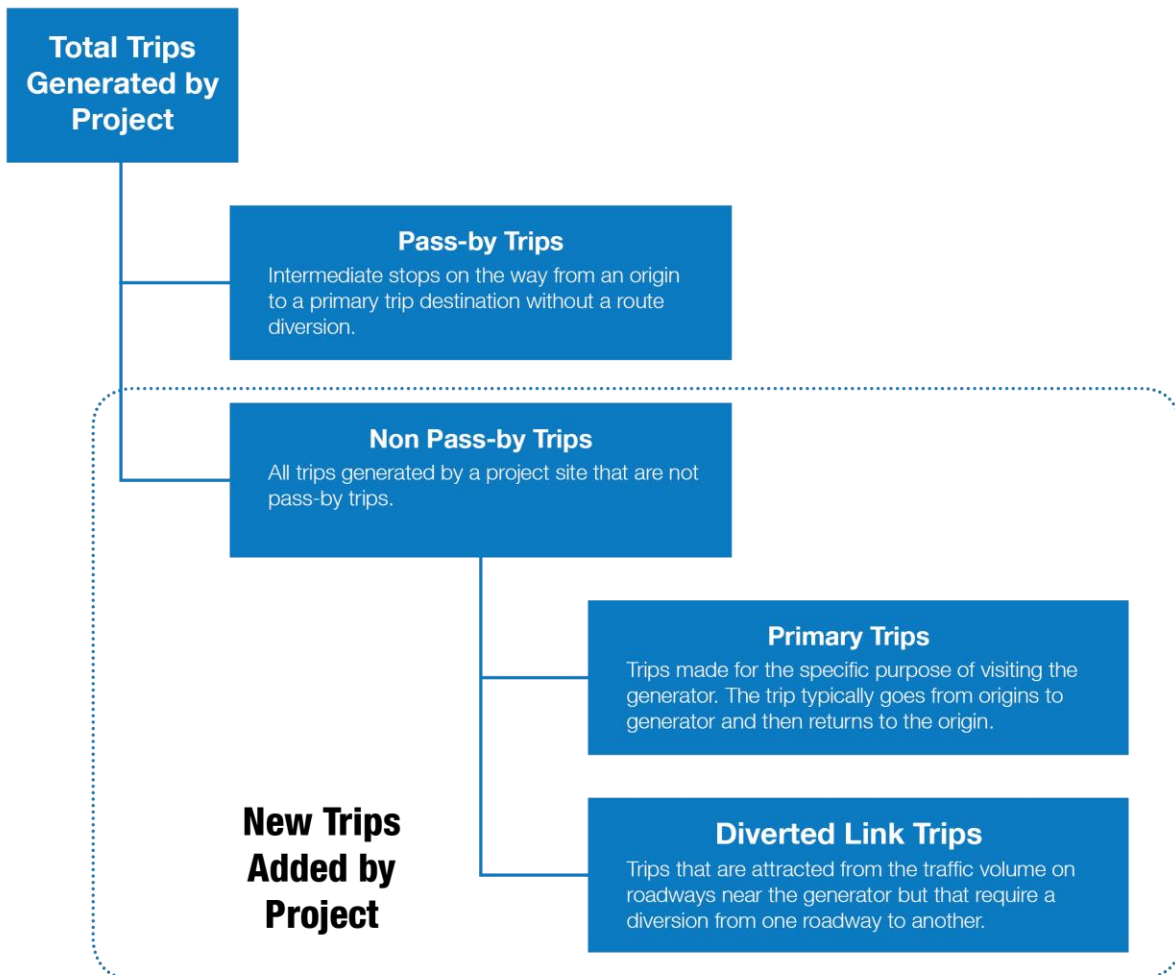 Total Trips
Generated by
Project
Pass-by Trips
Intermediate stops on the way from an origin
to a primary trip destination without a route
diversion.
Non Pass-by Trips
All trips generated by a project site that are not
pass-by trips.
Primary Trips
Trips made for the specific purpose of visiting the
generator. The trip typically goes from origins to
generator and then returns to the origin.
New Trips
Added by
Project
Diverted Link Trips
Trips that are attracted from the traffic volume on
roadways near the generator but that require a
diversion from one roadway to another.